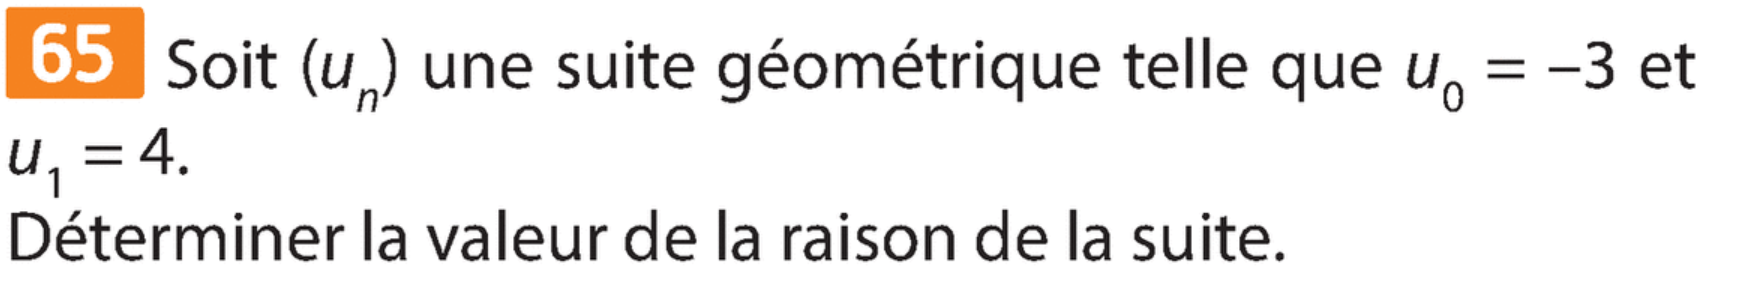 65 Soit (uₙ) une suite géométrique telle que u₀ = –3 et
u₁ = 4.
Déterminer la valeur de la raison de la suite.